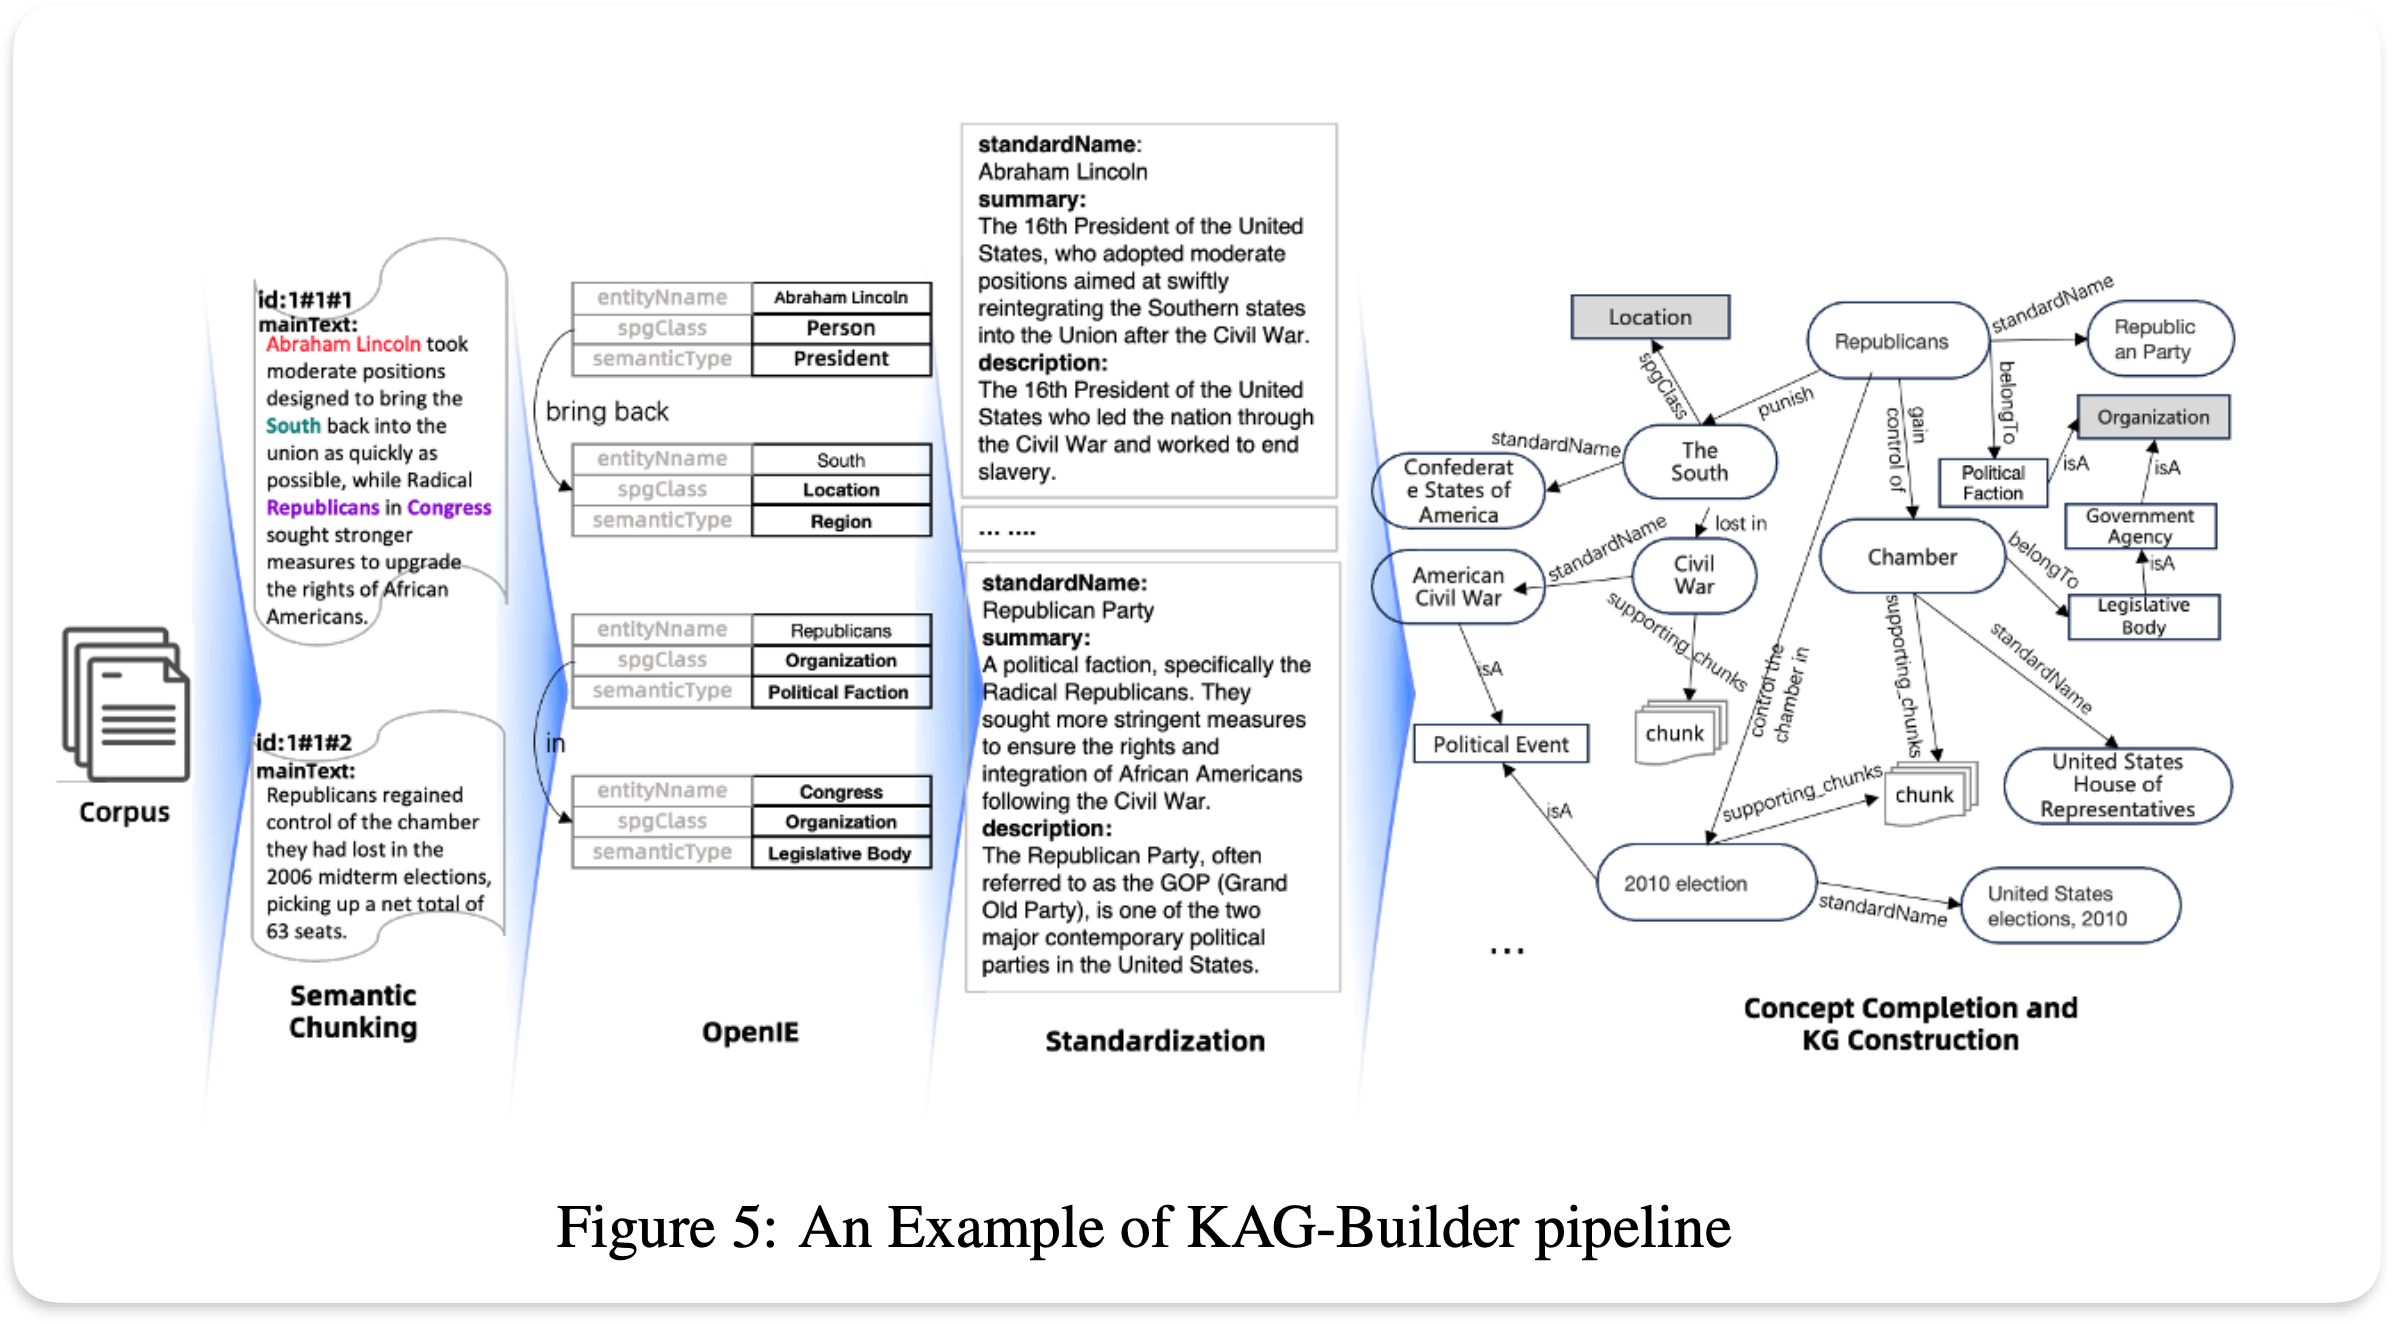 Corpus
id:1#1#1
mainText:
Abraham Lincoln took
moderate positions
designed to bring the
South back into the
union as quickly as
possible, while Radical
Republicans in Congress
sought stronger
measures to upgrade
the rights of African
Americans.
id:1#1#2
mainText:
Republicans regained
control of the chamber
they had lost in the
2006 midterm elections,
picking up a net total of
63 seats.
Semantic
Chunking
entityNname Abraham Lincoln
spgClass Person
semanticType President
bring back
entityNname South
spgClass Location
semanticType Region
entityNname Republicans
spgClass Organization
semanticType Political Faction
in
entityNname Congress
spgClass Organization
semanticType Legislative Body
OpenIE
standardName:
Abraham Lincoln
summary:
The 16th President of the United
States, who adopted moderate
positions aimed at swiftly
reintegrating the Southern states
into the Union after the Civil War.
description:
The 16th President of the United
States who led the nation through
the Civil War and worked to end
slavery.
... ....
standardName:
Republican Party
summary:
A political faction, specifically the
Radical Republicans. They
sought more stringent measures
to ensure the rights and
integration of African Americans
following the Civil War.
description:
The Republican Party, often
referred to as the GOP (Grand
Old Party), is one of the two
major contemporary political
parties in the United States.
Standardization
Location
spgClass
Republicans
standardName
Republic
an Party
punish
belongTo
gain
control of
Organization
isA
Political
Faction
isA
Government
Agency
isA
Legislative
Body
The
South
standardName
Confederat
e States of
America
lost in
Civil
War
standardName
American
Civil War
supporting_chunks
chunk
isA
Political Event
isA
control the
chamber in
Chamber
belongTo
supporting_chunks
standardName
United States
House of
Representatives
chunk
supporting_chunks
2010 election
standardName
United States
elections, 2010
...
Concept Completion and
KG Construction
Figure 5: An Example of KAG-Builder pipeline